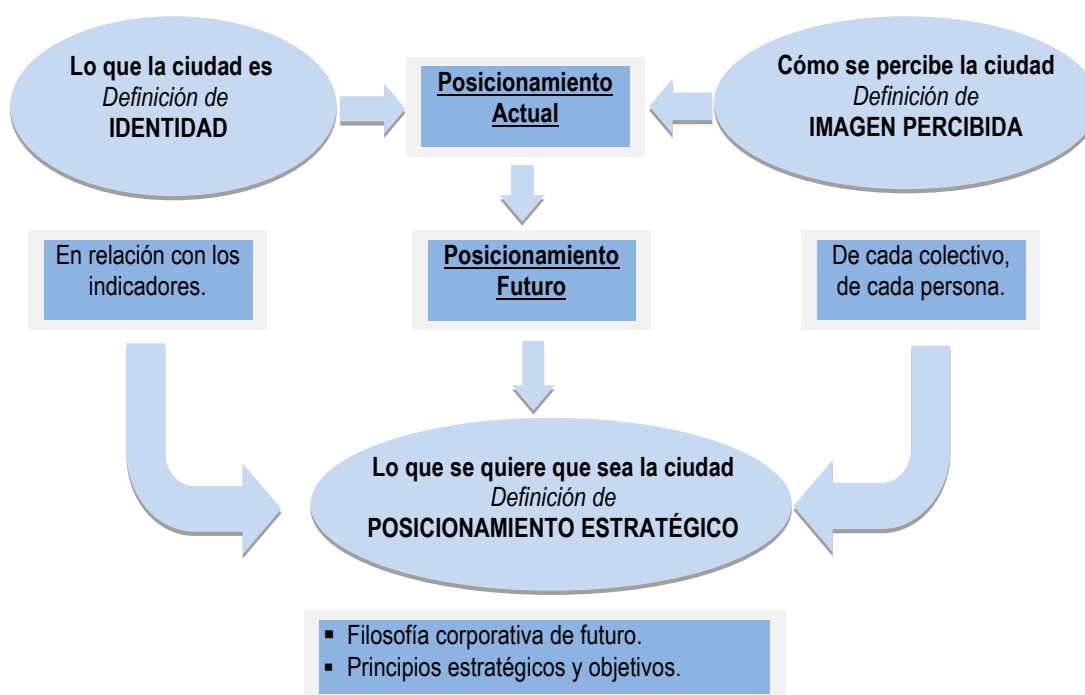 Lo que la ciudad es
Definición de
IDENTIDAD
Posicionamiento
Actual
Cómo se percibe la ciudad
Definición de
IMAGEN PERCIBIDA
En relación con los
indicadores.
Posicionamiento
Futuro
De cada colectivo,
de cada persona.
Lo que se quiere que sea la ciudad
Definición de
POSICIONAMIENTO ESTRATÉGICO
▪ Filosofía corporativa de futuro.
▪ Principios estratégicos y objetivos.